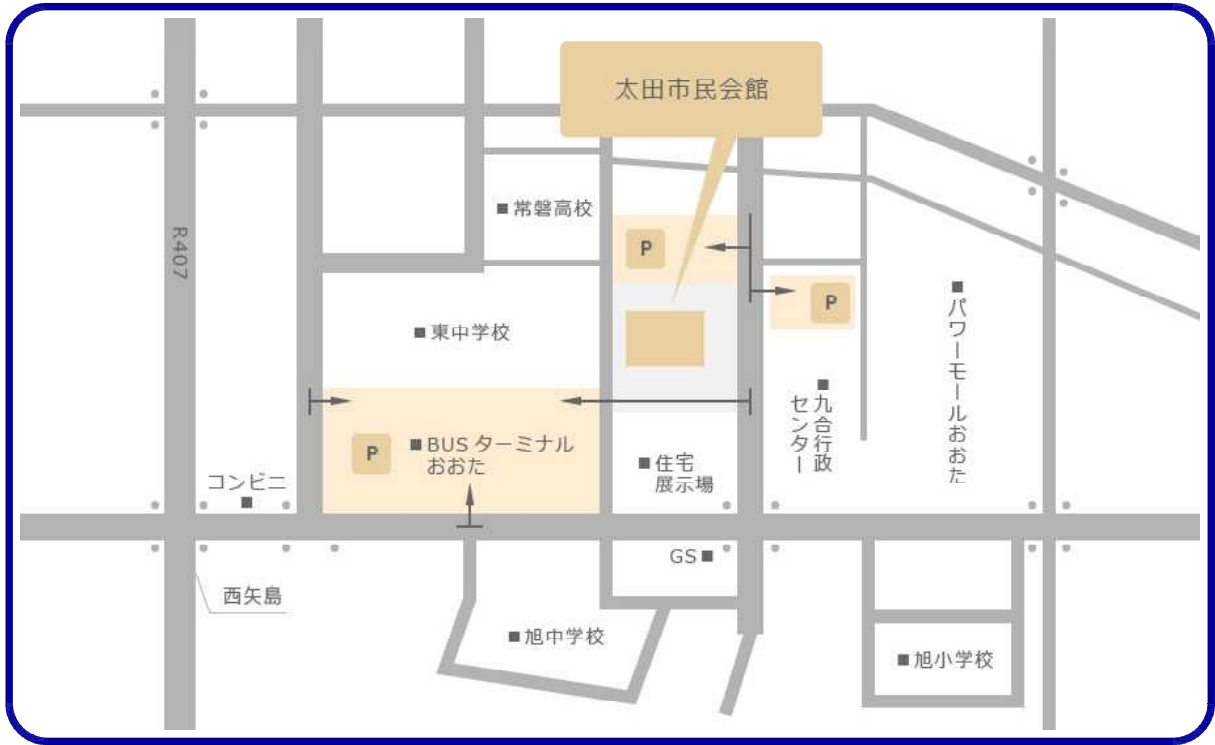 太田市民会館
■常磐高校
R407
P
P
■東中学校
■パワーモールおおた
■九合行政
センター
P
■BUS ターミナル
おおた
■住宅
展示場
コンビニ
■
GS■
西矢島
■旭中学校
■旭小学校